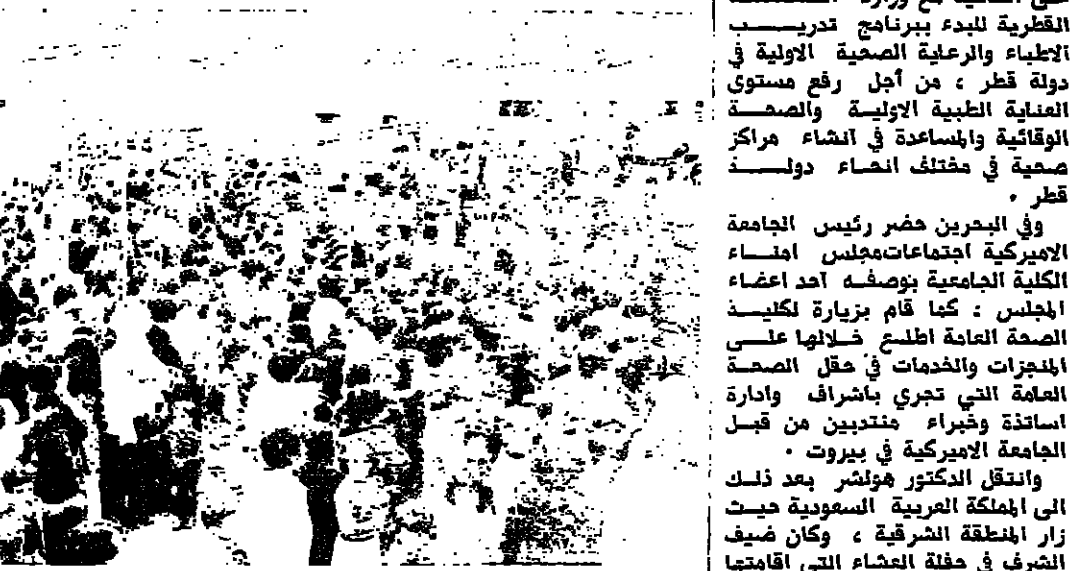 القطرية للبدء ببرنامج تدريب
الاطباء والرعاية الصحية الاولية في
دولة قطر ، من أجل رفع مستوى
العناية الطبية الاولية والصحة
الوقائية والمساعدة في انشاء مراكز
صحية في مختلف انحاء دولة
قطر .
وفي البحرين حضر رئيس الجامعة
الاميركية اجتماعات مجلس امناء
الكلية الجامعية بوصفه احد اعضاء
المجلس ; كما قام بزيارة لكلية
الصحة العامة اطلع خلالها على
المنجزات والخدمات في حقل الصحة
العامة التي تجري بأشراف وادارة
اساتذة وخبراء منتدبين من قبل
الجامعة الاميركية في بيروت .
وانتقل الدكتور هولشر بعد ذلك
الى المملكة العربية السعودية حيث
زار المنطقة الشرقية ، وكان ضيف
الشرف في حفلة العشاء التي اقامتها